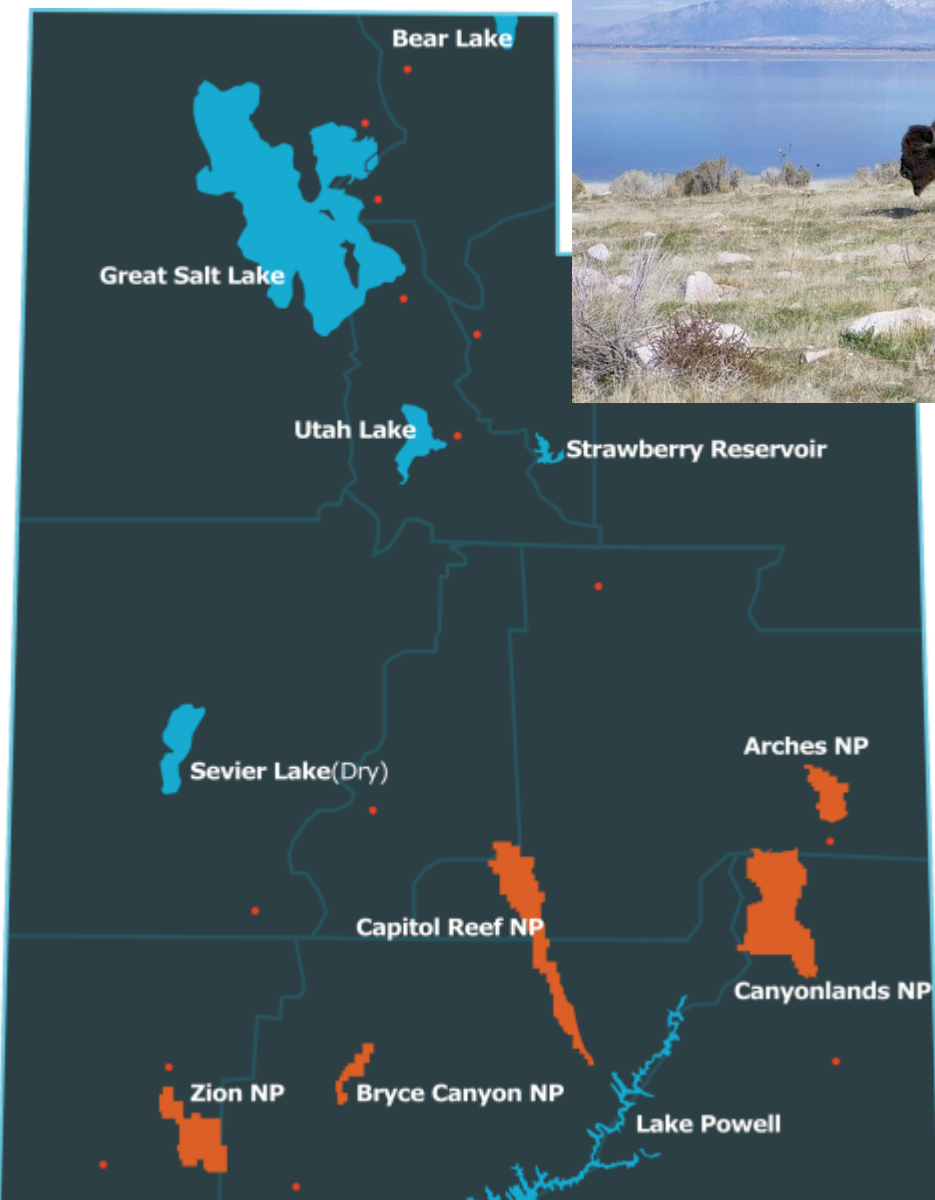 Bear Lake
Great Salt Lake
Utah Lake
Strawberry Reservoir
Sevier Lake(Dry)
Arches NP
Capitol Reef NP
Canyonlands NP
Zion NP
Bryce Canyon NP
Lake Powell